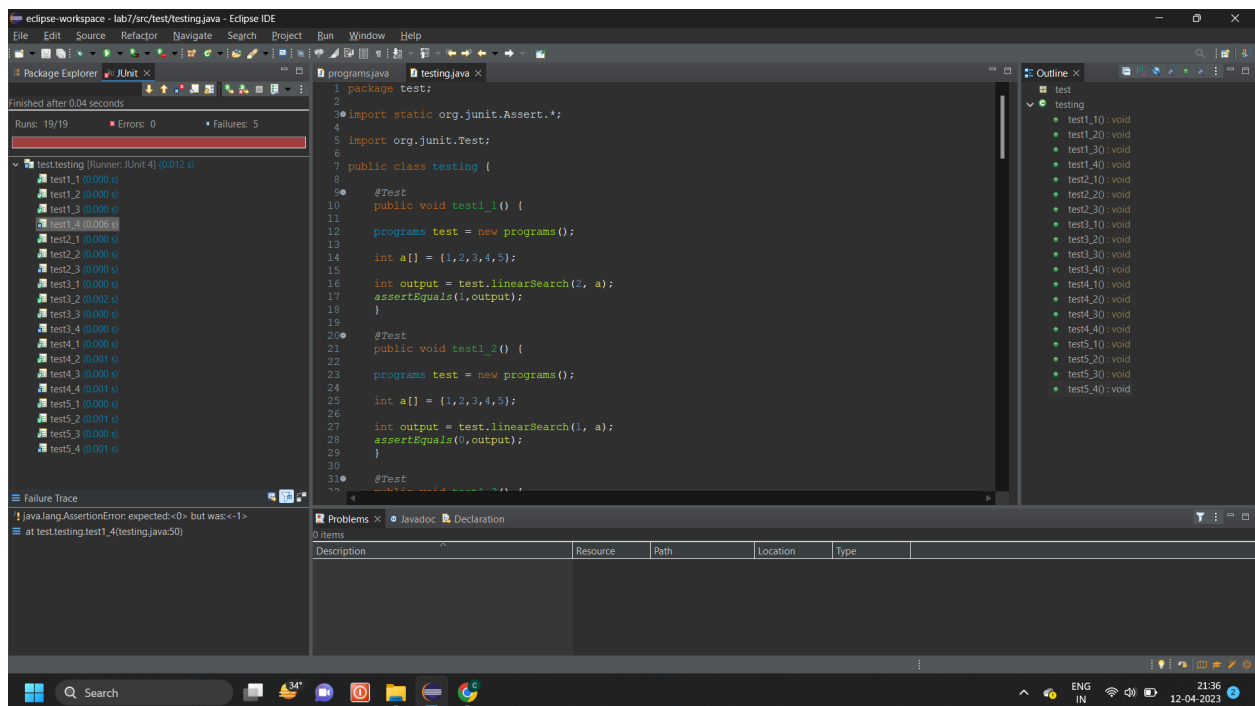 eclipse-workspace - lab7/src/test/testing.java - Eclipse IDE
File Edit Source Refactor Navigate Search Project Run Window Help
Package Explorer JUnit
Finished after 0.04 seconds
Runs: 19/19 Errors: 0 Failures: 5
test.testing [Runner: JUnit 4] (0.012 s)
test1_1 (0.000 s)
test1_2 (0.000 s)
test1_3 (0.000 s)
test1_4 (0.006 s)
test2_1 (0.000 s)
test2_2 (0.000 s)
test2_3 (0.000 s)
test3_1 (0.000 s)
test3_2 (0.002 s)
test3_3 (0.000 s)
test3_4 (0.000 s)
test4_1 (0.000 s)
test4_2 (0.001 s)
test4_3 (0.000 s)
test4_4 (0.001 s)
test5_1 (0.000 s)
test5_2 (0.001 s)
test5_3 (0.000 s)
test5_4 (0.001 s)
Failure Trace
java.lang.AssertionError: expected:<0> but was:<-1>
at test.testing.test1_4(testing.java:50)
programs.java testing.java
1 package test;
2
3 import static org.junit.Assert.*;
4
5 import org.junit.Test;
6
7 public class testing {
8
9 @Test
10 public void test1_1() {
11
12 programs test = new programs();
13
14 int a[] = {1,2,3,4,5};
15
16 int output = test.linearSearch(2, a);
17 assertEquals(1,output);
18 }
19
20 @Test
21 public void test1_2() {
22
23 programs test = new programs();
24
25 int a[] = {1,2,3,4,5};
26
27 int output = test.linearSearch(1, a);
28 assertEquals(0,output);
29 }
30
31 @Test
Outline
test
testing
test1_1() : void
test1_2() : void
test1_3() : void
test1_4() : void
test2_1() : void
test2_2() : void
test2_3() : void
test3_1() : void
test3_2() : void
test3_3() : void
test3_4() : void
test4_1() : void
test4_2() : void
test4_3() : void
test4_4() : void
test5_1() : void
test5_2() : void
test5_3() : void
test5_4() : void
Problems Javadoc Declaration
0 items
Description Resource Path Location Type
Search
34°
ENG
IN
21:36
12-04-2023
2